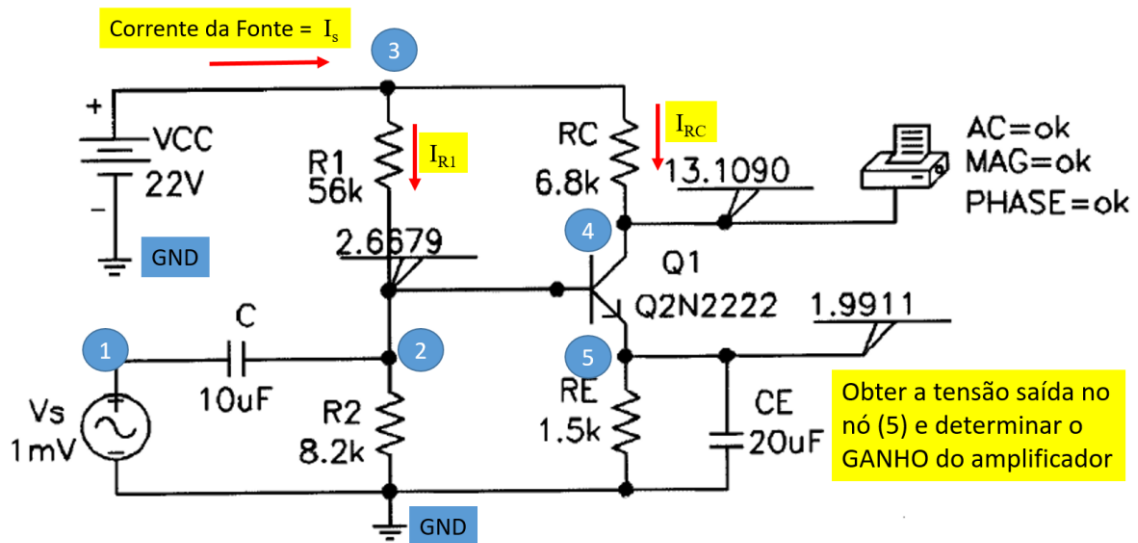 Corrente da Fonte = Is
3
+
VCC
22V
−
GND
R1
56k
IR1
RC
6.8k
IRC
13.1090
AC=ok
MAG=ok
PHASE=ok
2.6679
4
Q1
Q2N2222
1.9911
1
C
10uF
2
5
Vs
1mV
+
−
R2
8.2k
RE
1.5k
CE
20uF
Obter a tensão saída no
nó (5) e determinar o
GANHO do amplificador
GND